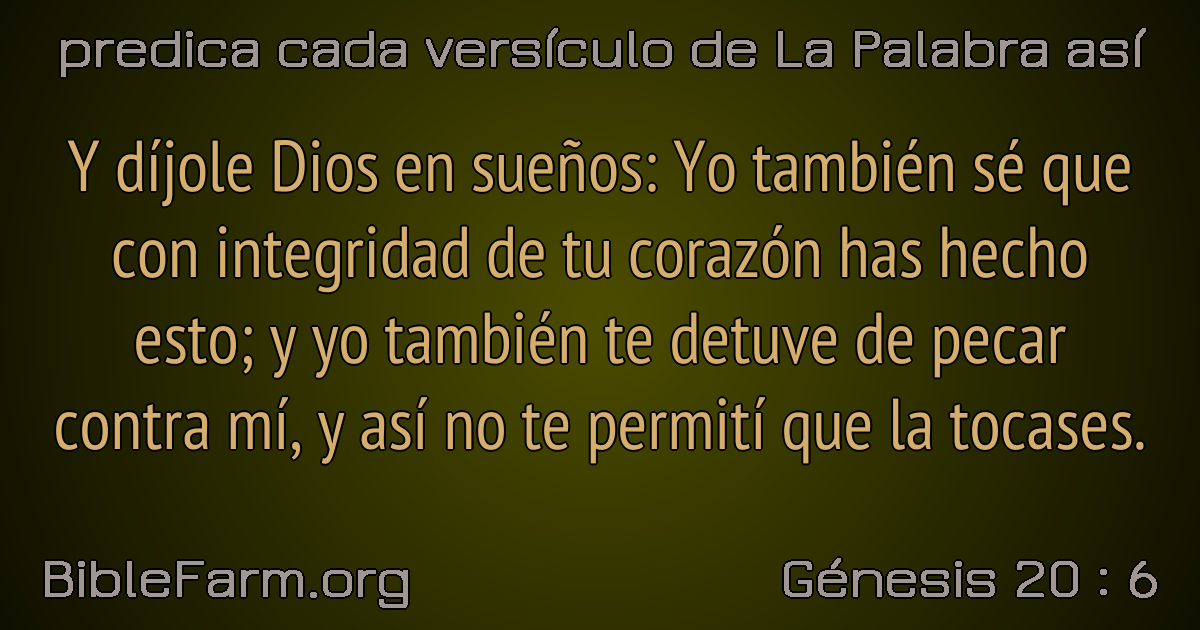 predica cada versículo de La Palabra así
Y díjole Dios en sueños: Yo también sé que
con integridad de tu corazón has hecho
esto; y yo también te detuve de pecar
contra mí, y así no te permití que la tocases.
BibleFarm.org
Génesis 20 : 6